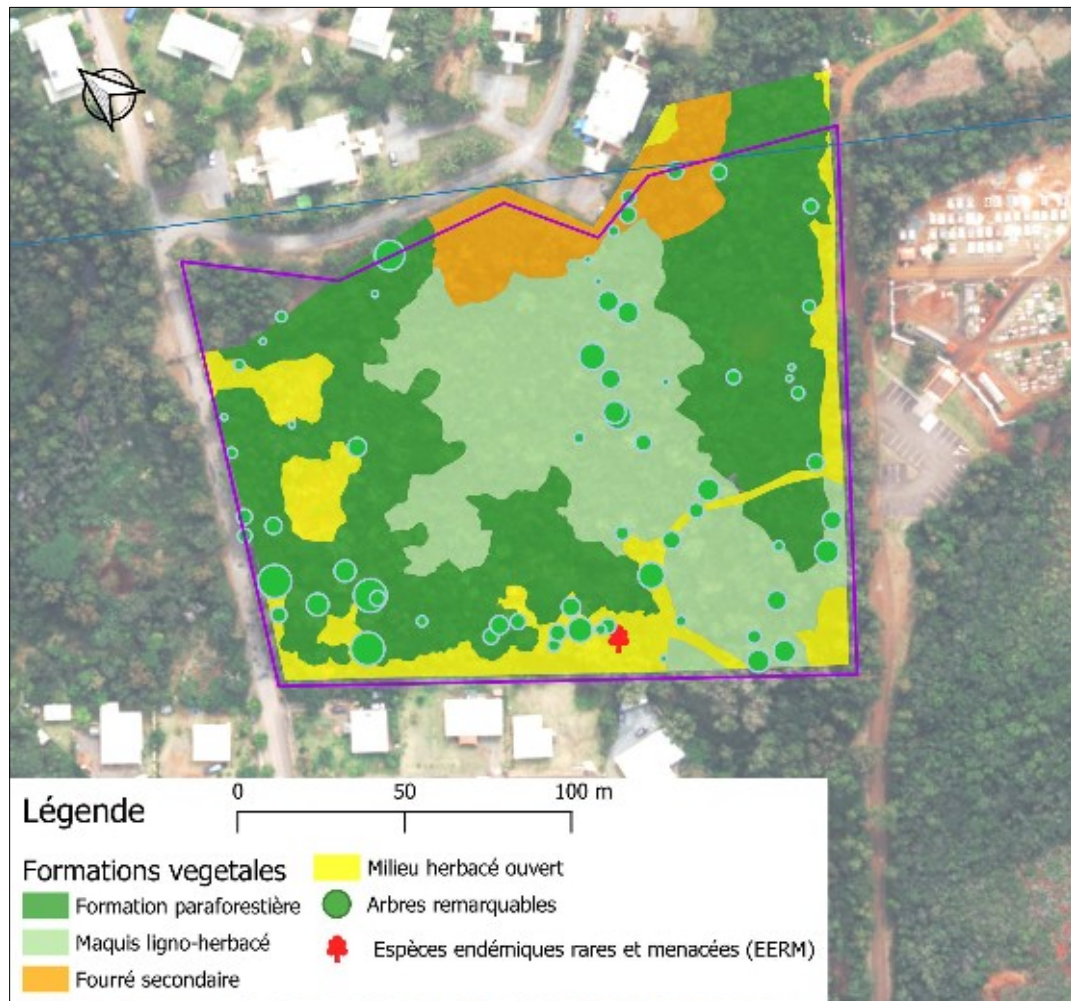 Légende
0 50 100 m
Formations vegetales
Formation paraforestière
Maquis ligno-herbacé
Fourré secondaire
Milieu herbacé ouvert
Arbres remarquables
Espèces endémiques rares et menacées (EERM)